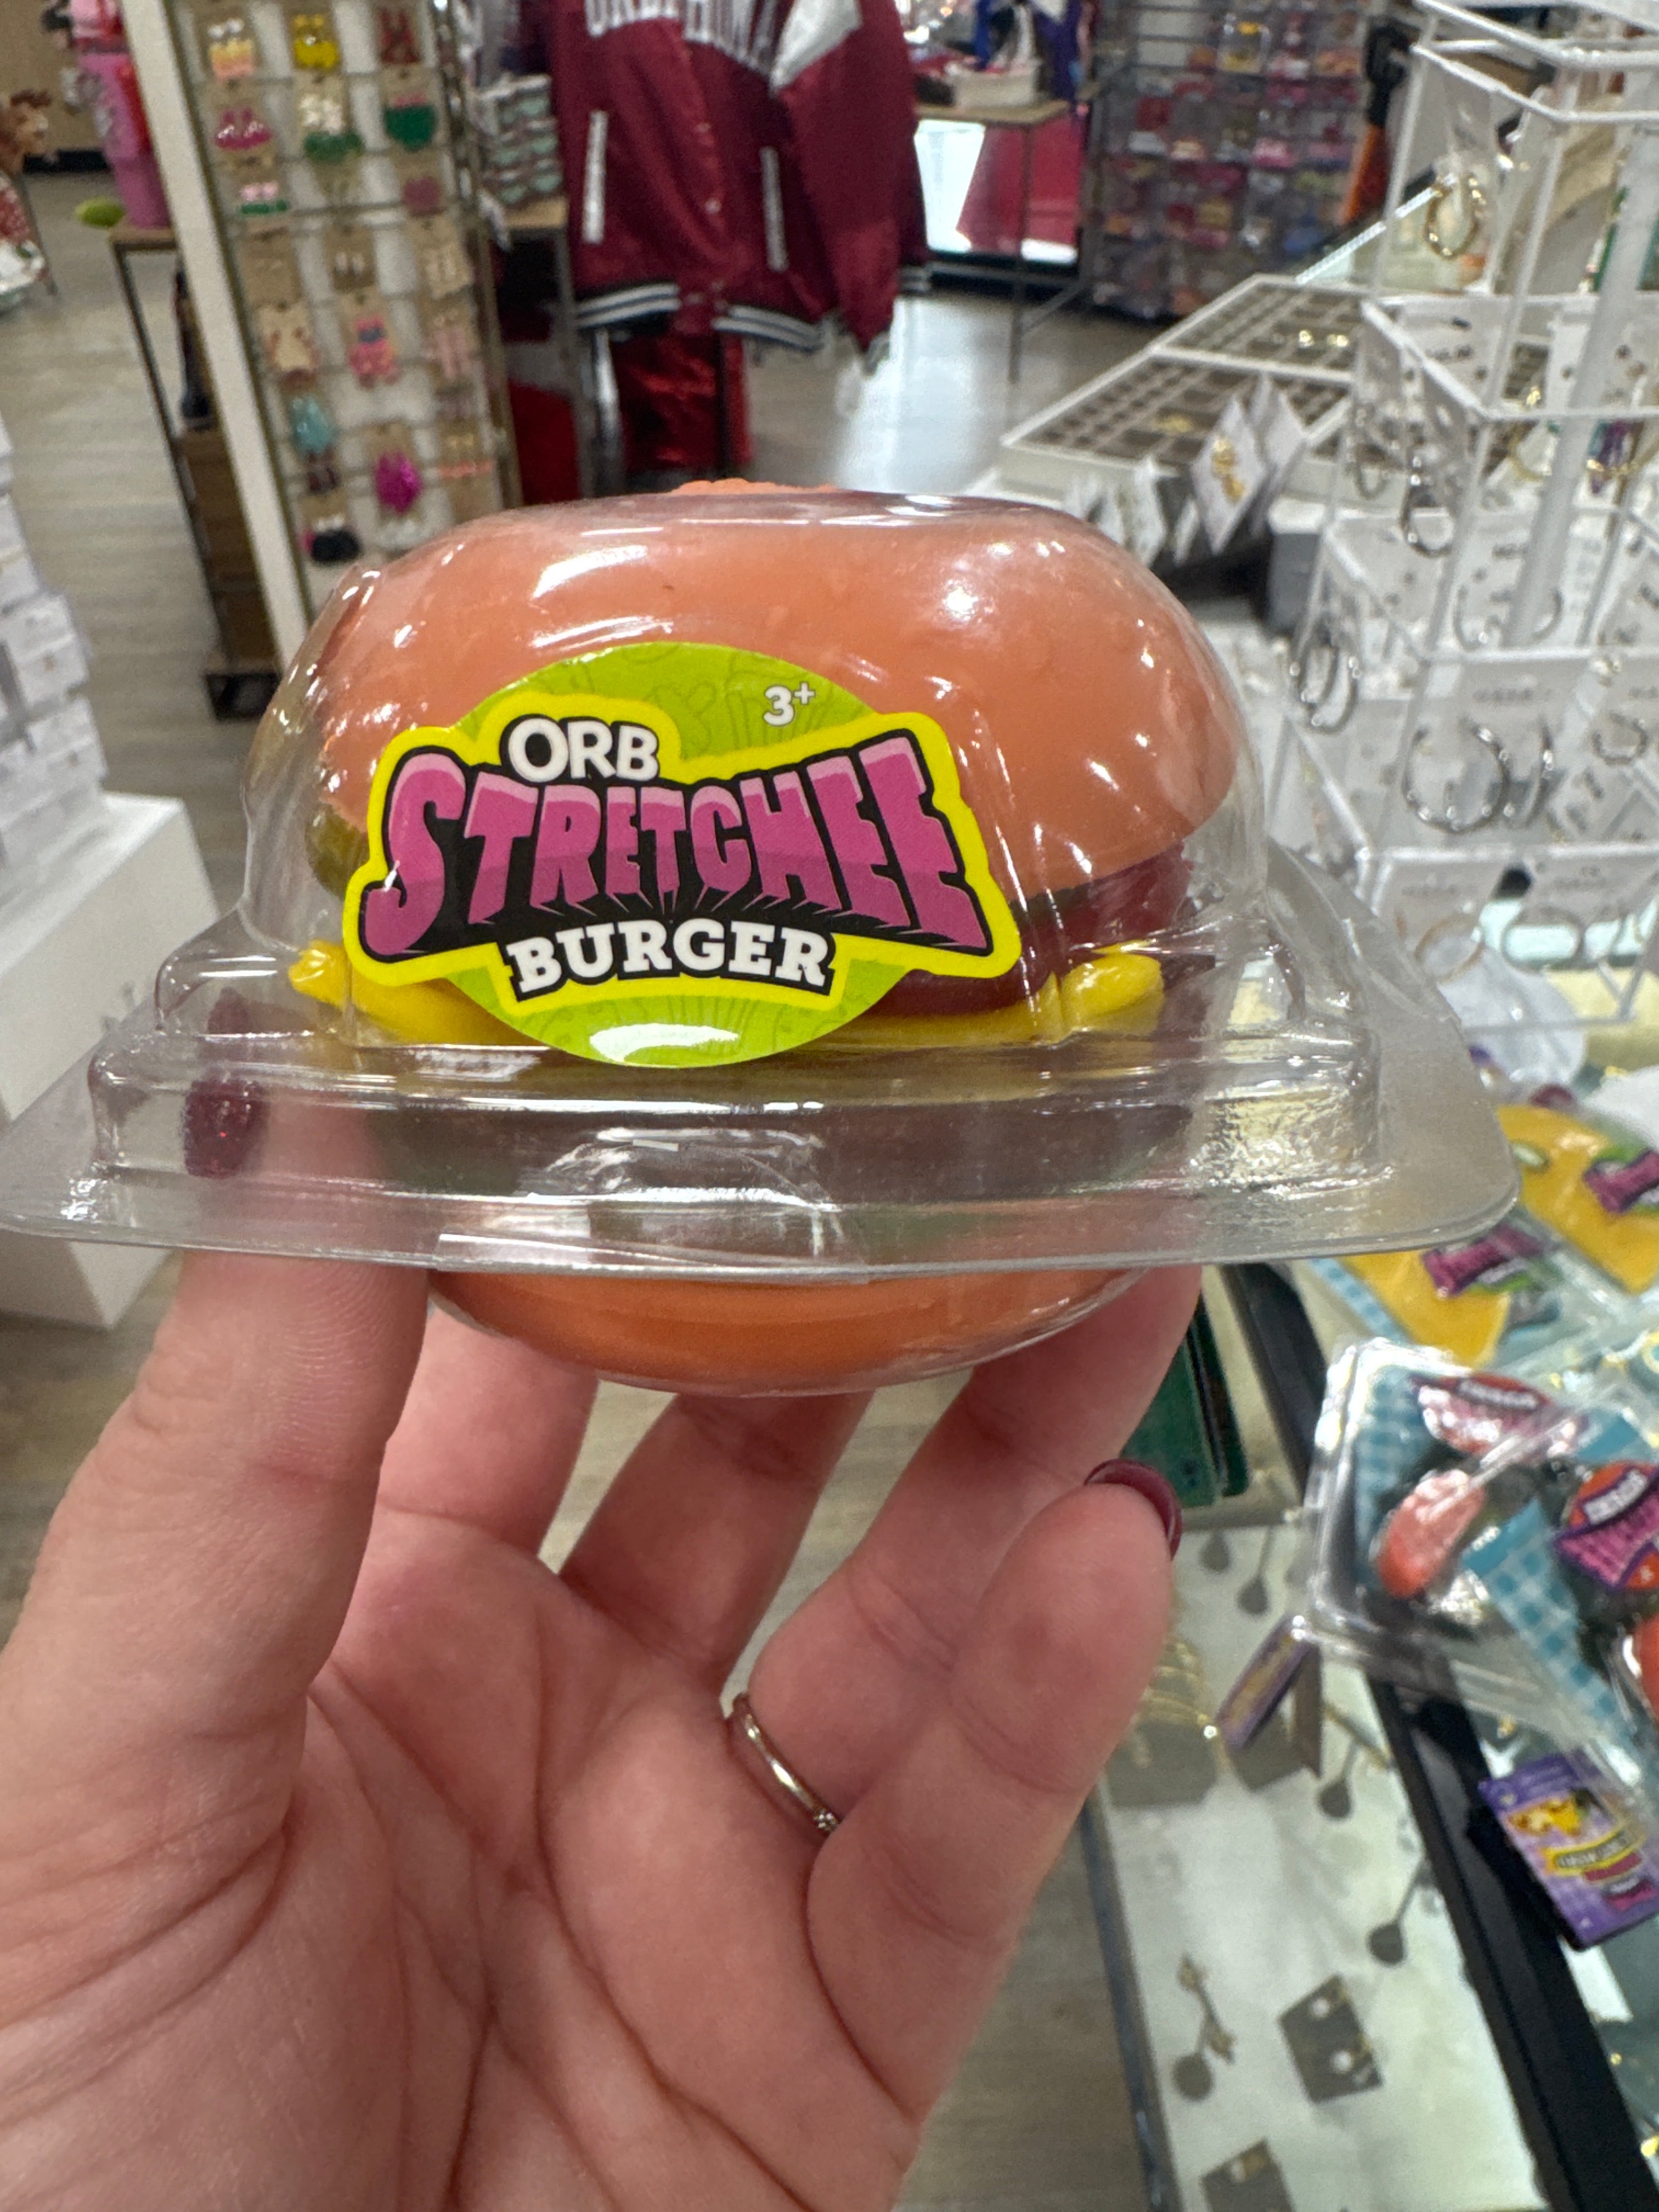 3+
ORB
STRETCHEE
BURGER